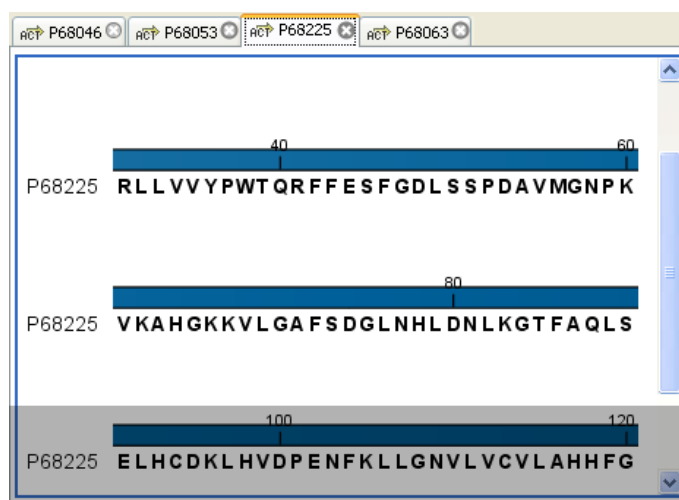 P68046 P68053 P68225 P68063
40 60
P68225 RLLVVYPWTQRFFESFGDLSSPDAVMGNPK
80
P68225 VKAHGKKVLGAFSDGLNHLDNLKGTFAQLS
100 120
P68225 ELHCDKLHVDPENFKLLGNVLVCVLAHHFG